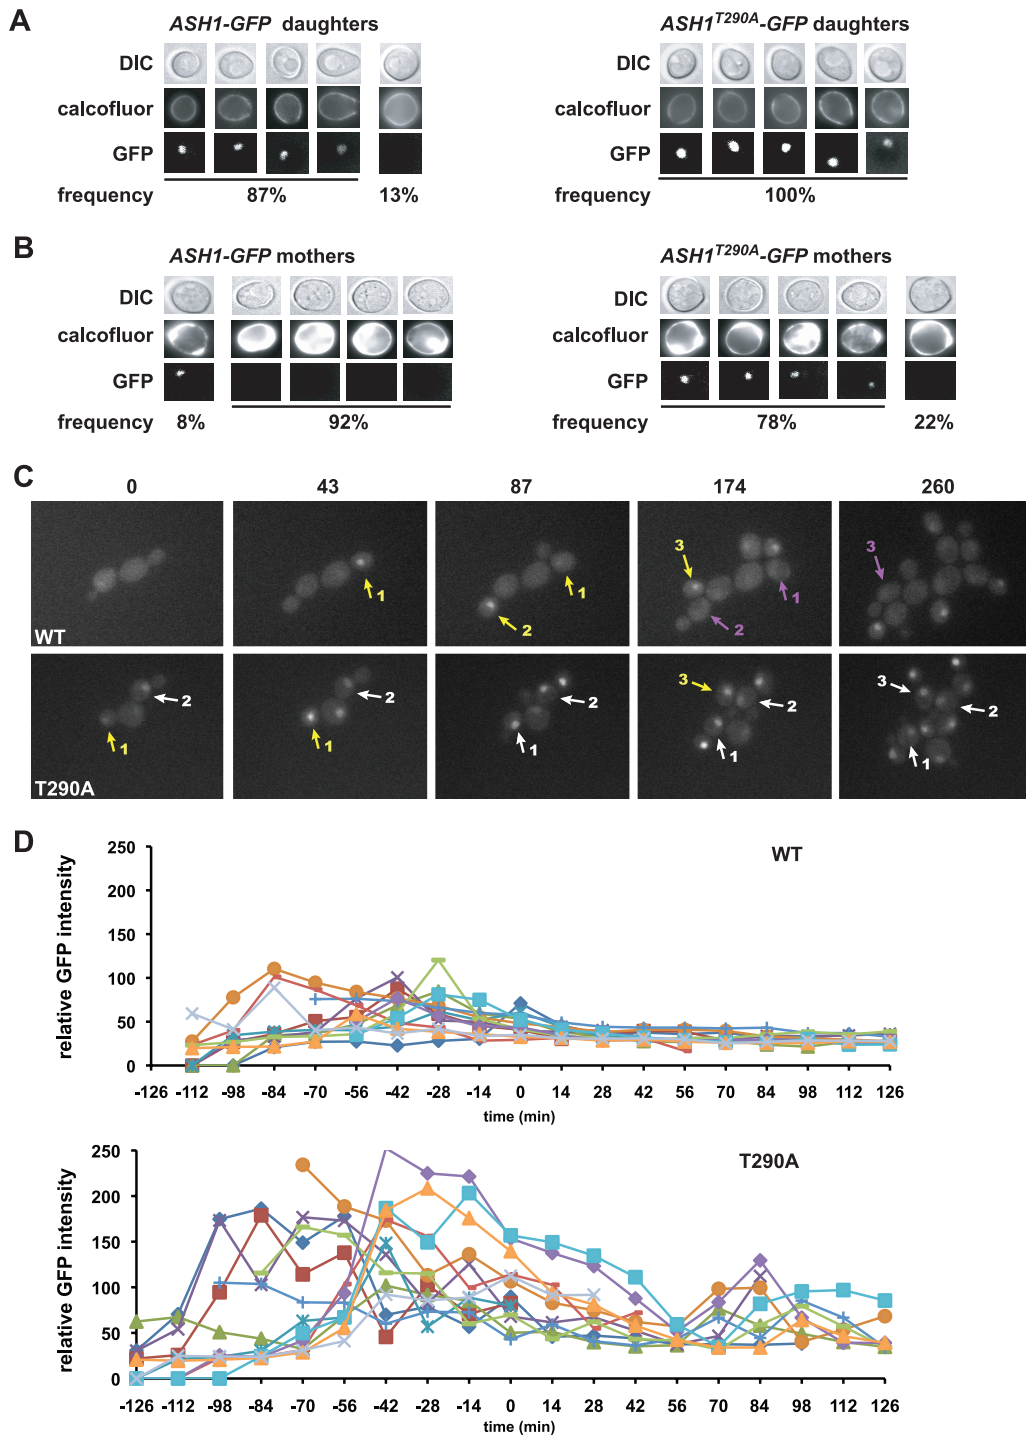 A
ASH1-GFP daughters
ASH1T290A-GFP daughters
DIC
DIC
calcofluor
calcofluor
GFP
GFP
frequency 87% 13%
frequency 100%
B
ASH1-GFP mothers
ASH1T290A-GFP mothers
DIC
DIC
calcofluor
calcofluor
GFP
GFP
frequency 8% 92%
frequency 78% 22%
C
0 43 87 174 260
WT 1 1 2 3 1 2 3
T290A 1 2 1 2 1 2 3 1 2 3 1 2
D
WT
relative GFP intensity
250
200
150
100
50
0
-126 -112 -98 -84 -70 -56 -42 -28 -14 0 14 28 42 56 70 84 98 112 126
time (min)
T290A
relative GFP intensity
250
200
150
100
50
0
-126 -112 -98 -84 -70 -56 -42 -28 -14 0 14 28 42 56 70 84 98 112 126
time (min)